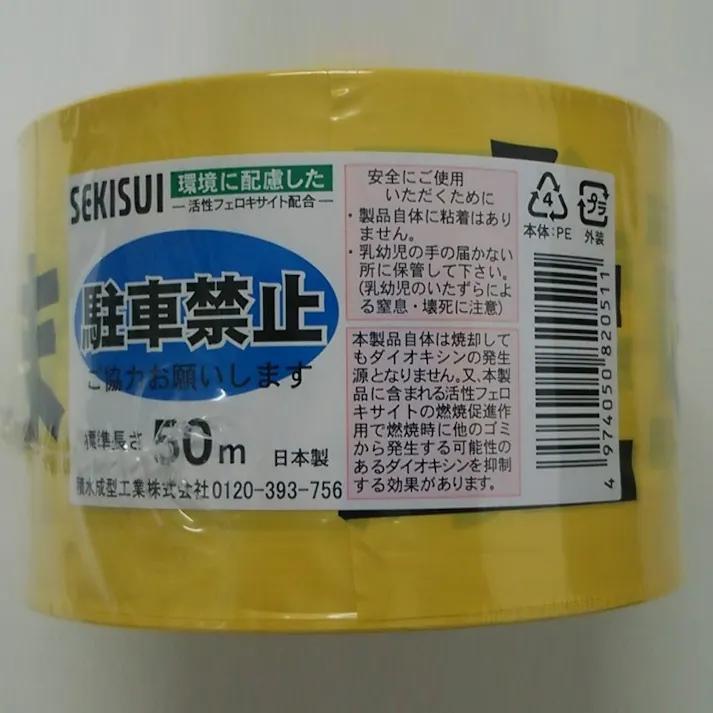 SEKISUI
環境に配慮した
―活性フェロキサイト配合―
駐車禁止
ご協力お願いします
標準長さ 50m 日本製
積水成型工業株式会社 0120-393-756
安全にご使用
いただくために
・製品自体に粘着はあり
ません。
・乳幼児の手の届かない
所に保管して下さい。
(乳幼児のいたずらによ
る窒息・壊死に注意)
本製品自体は焼却して
もダイオキシンの発生
源となりません。又、本製
品に含まれる活性フェロ
キサイトの燃焼促進作
用で燃焼時に他のゴミ
から発生する可能性の
あるダイオキシンを抑制
する効果があります。
4
プラ
本体:PE 外装
4974050820511